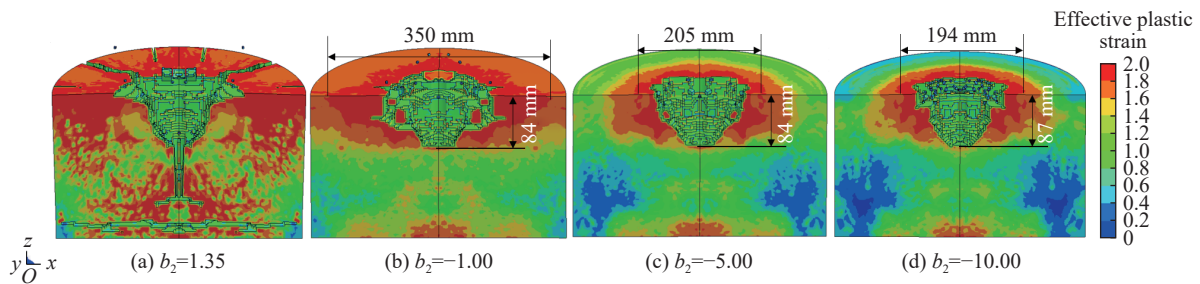 Effective plastic
strain
350 mm
205 mm
194 mm
84 mm
84 mm
87 mm
2.0
1.8
1.6
1.4
1.2
1.0
0.8
0.6
0.4
0.2
0
z
y O x
(a) b₂=1.35
(b) b₂=−1.00
(c) b₂=−5.00
(d) b₂=−10.00